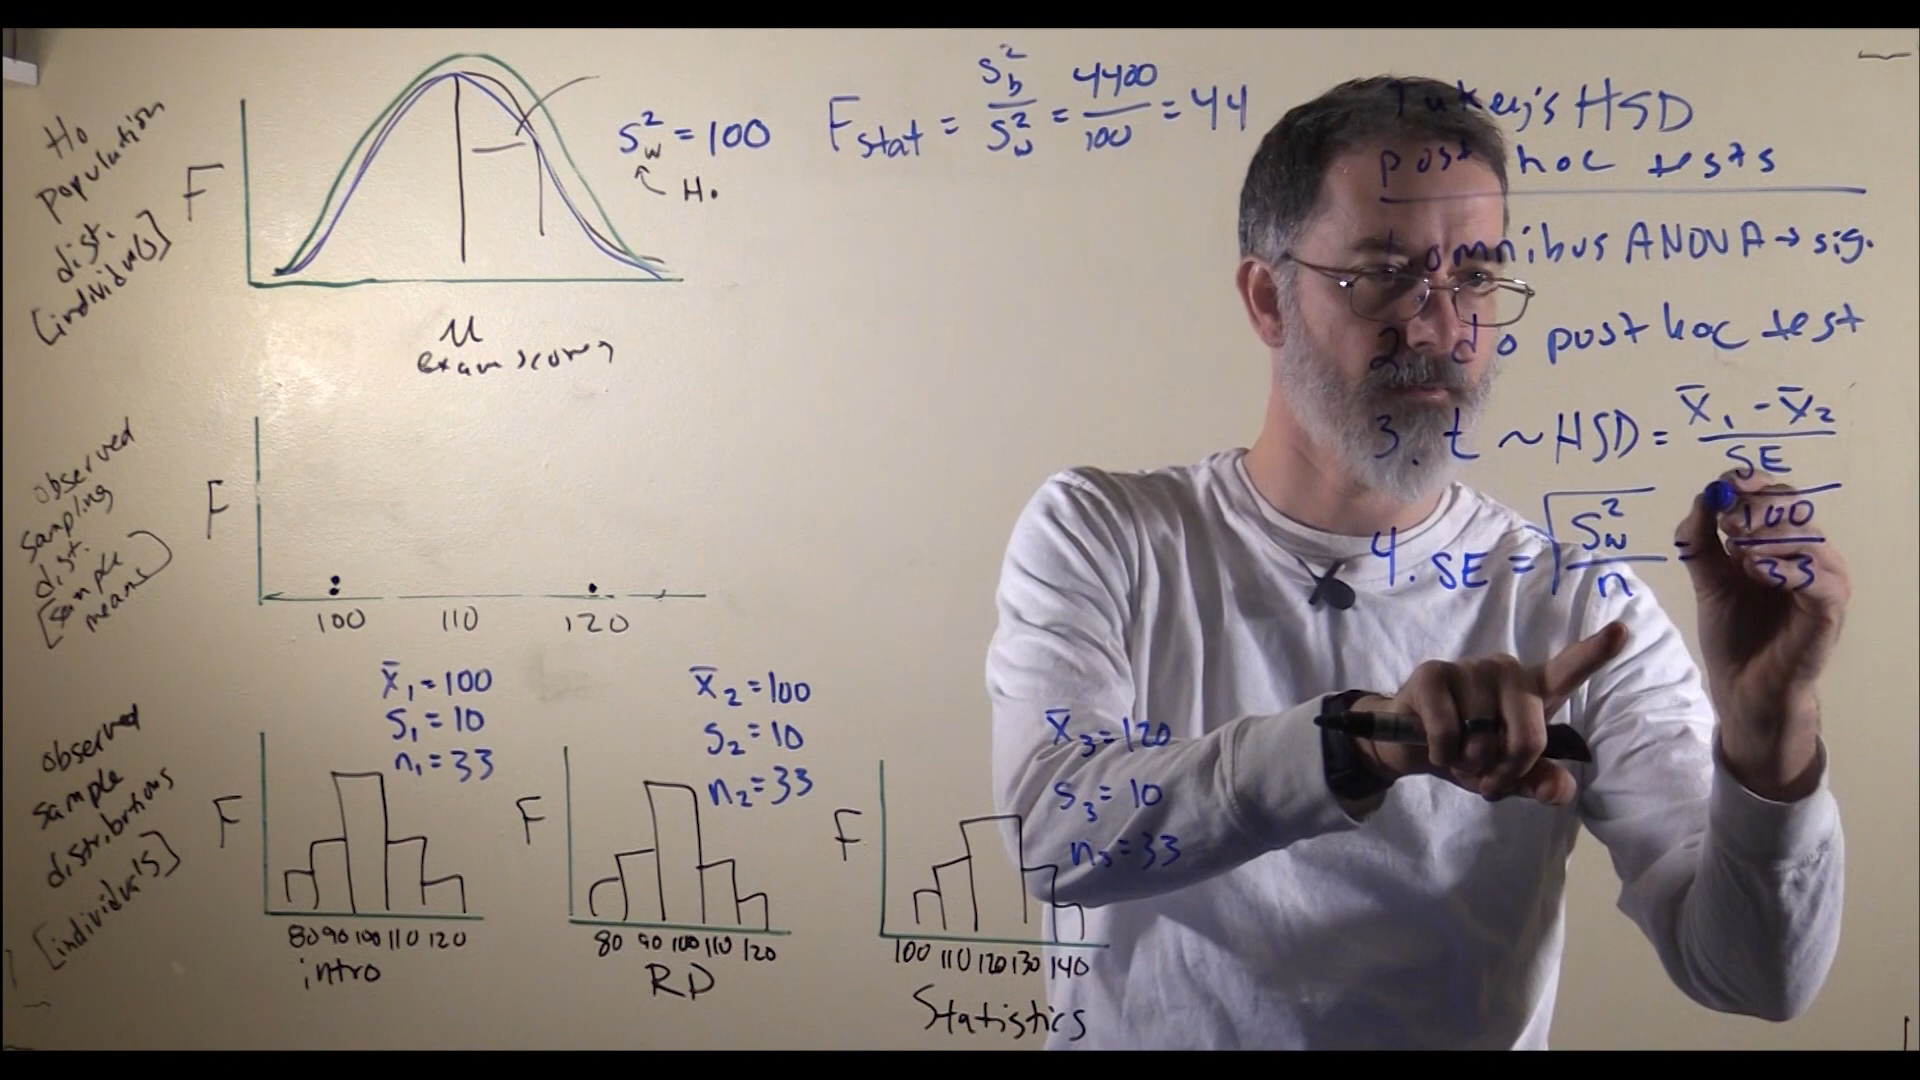 Ho
population
dist.
[individuals]
F
μ
exam scores
S²w = 100
Ho
Fstat = S²b / S²w = 4400 / 100 = 44
Tukey's HSD
post hoc tests
1. omnibus ANOVA → sig.
2. do post hoc test
3. t ~ HSD = X̄₁ - X̄₂ / SE
4. SE = √ S²w / n = √ 100 / 33
observed
sampling
dist.
[sample
means]
F
100 110 120
observed
sample
distributions
[individuals]
X̄₁ = 100
S₁ = 10
n₁ = 33
F
80 90 100 110 120
intro
X̄₂ = 100
S₂ = 10
n₂ = 33
F
80 90 100 110 120
RD
X̄₃ = 120
S₃ = 10
n₃ = 33
F
100 110 120 130 140
Statistics